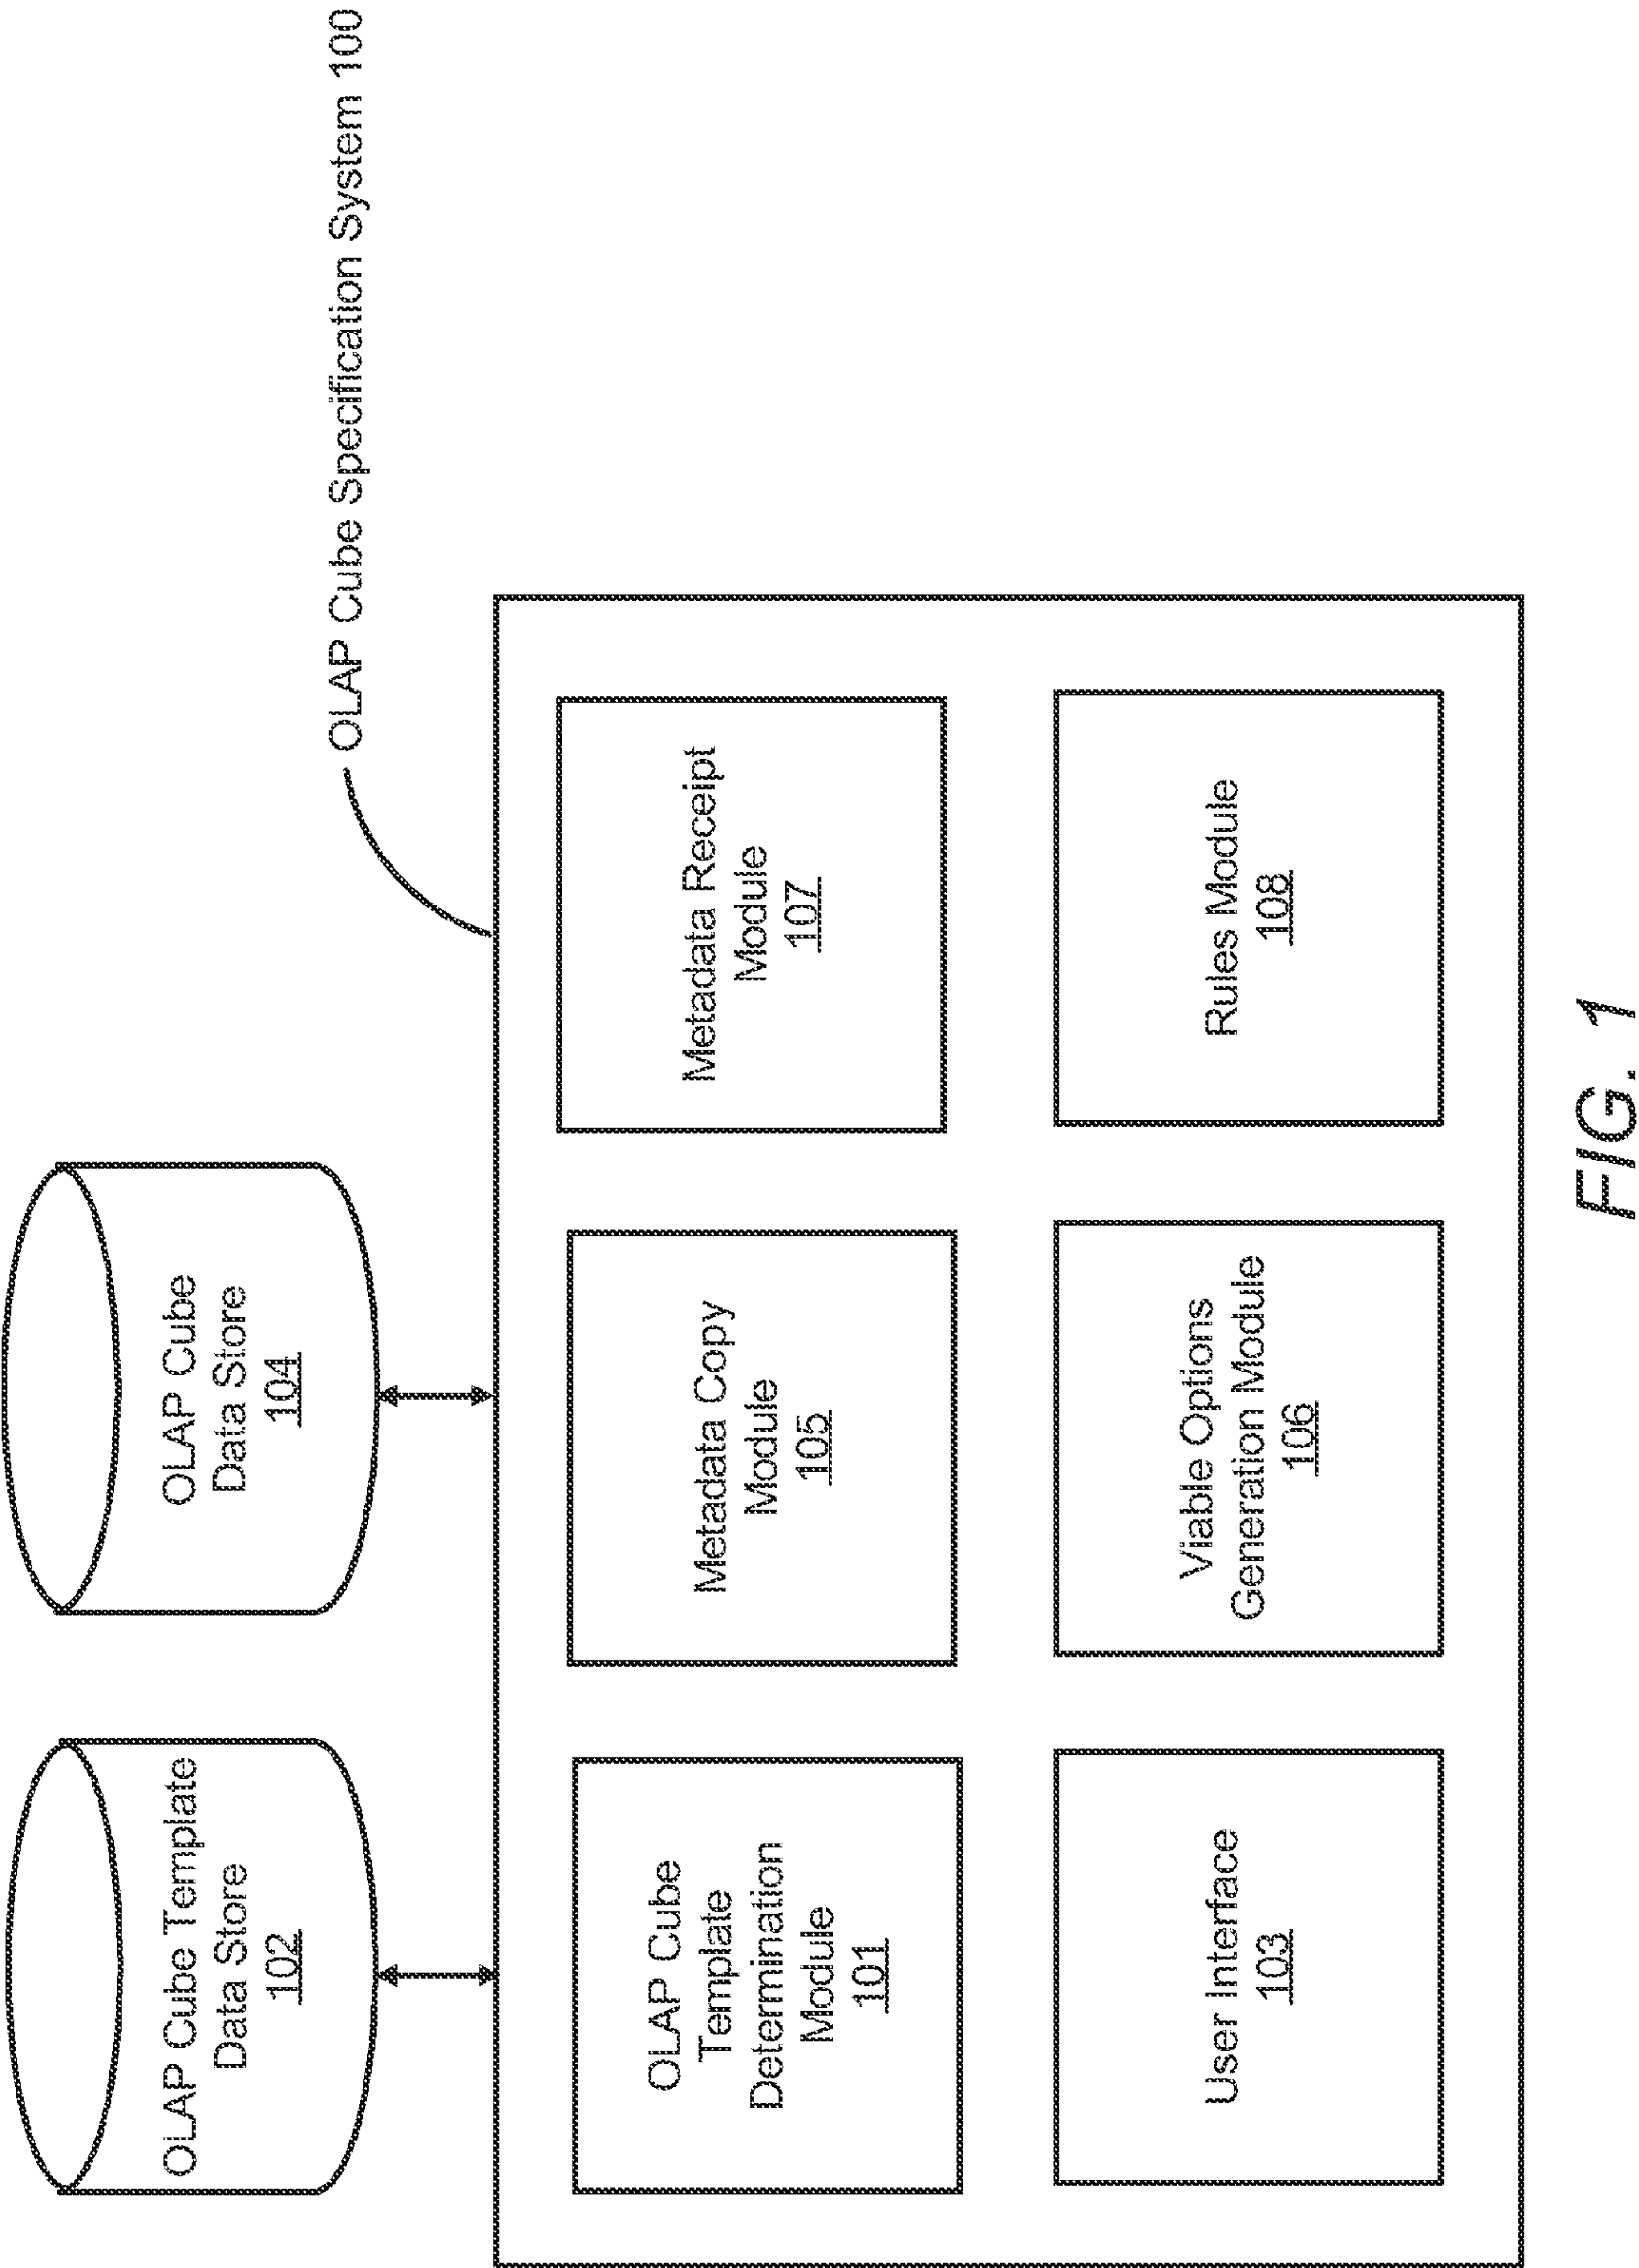 OLAP Cube Specification System 100
OLAP Cube Template
Data Store
102
OLAP Cube
Data Store
104
OLAP Cube
Template
Determination
Module
101
Metadata Copy
Module
105
Metadata Receipt
Module
107
User Interface
103
Viable Options
Generation Module
106
Rules Module
108
FIG. 1